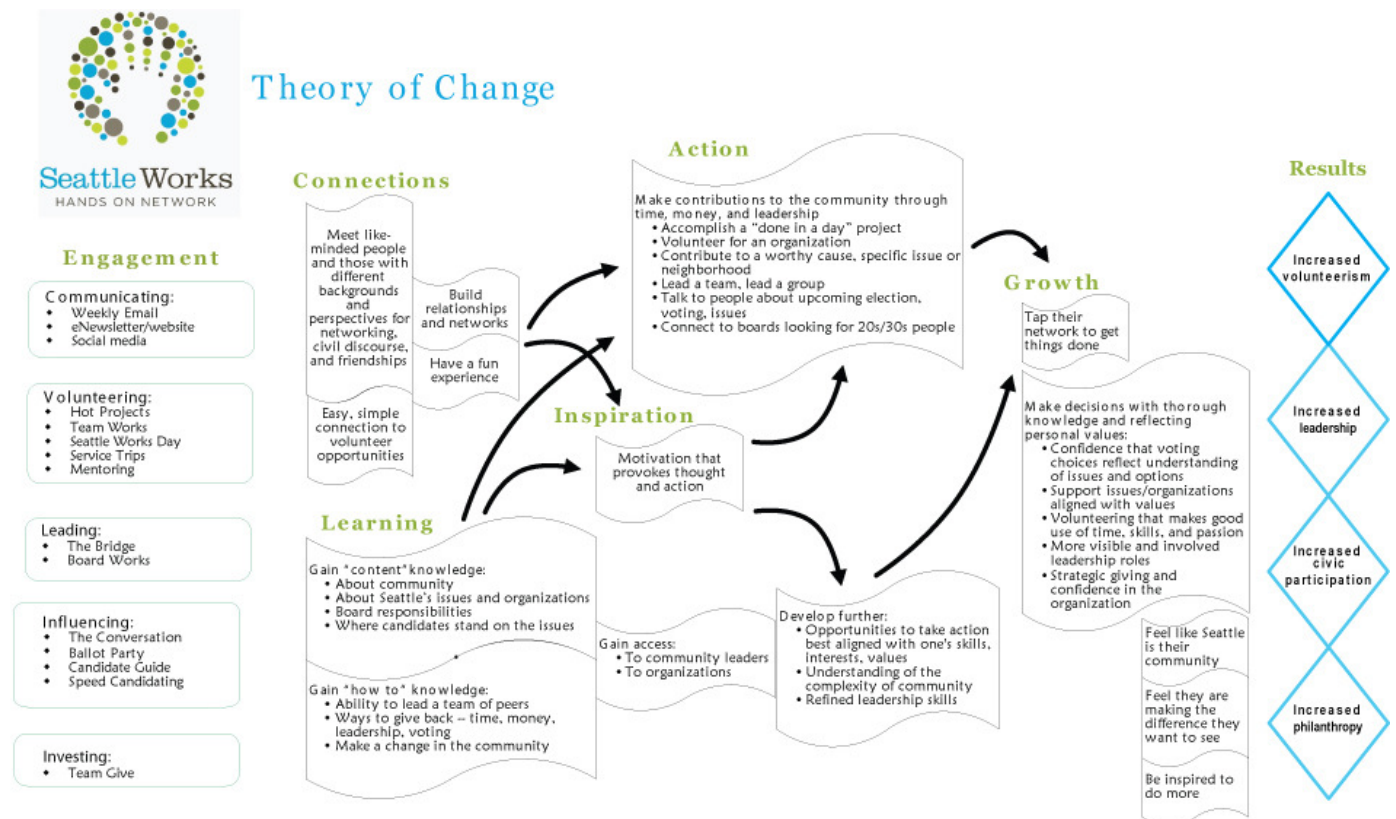 Seattle Works
HANDS ON NETWORK
Theory of Change
Engagement
Communicating:
Weekly Email
eNewsletter/website
Social media
Volunteering:
Hot Projects
Team Works
Seattle Works Day
Service Trips
Mentoring
Leading:
The Bridge
Board Works
Influencing:
The Conversation
Ballot Party
Candidate Guide
Speed Candidating
Investing:
Team Give
Connections
Meet like-
minded people
and those with
different
backgrounds
and
perspectives for
networking,
civil discourse,
and friendships
Easy, simple
connection to
volunteer
opportunities
Build
relationships
and networks
Have a fun
experience
Learning
Gain "content"knowledge:
• About community
• About Seattle's issues and organizations
• Board responsibilities
• Where candidates stand on the issues
Gain "how to" knowledge:
• Ability to lead a team of peers
• Ways to give back -- time, money,
leadership, voting
• Make a change in the community
Gain access:
• To community leaders
• To organizations
Inspiration
Motivation that
provokes thought
and action
Action
Make contributions to the community through
time, money, and leadership
• Accomplish a "done in a day" project
• Volunteer for an organization
• Contribute to a worthy cause, specific issue or
neighborhood
• Lead a team, lead a group
• Talk to people about upcoming election,
voting, issues
• Connect to boards looking for 20s/30s people
Develop further:
• Opportunities to take action
best aligned with one's skills,
interests, values
• Understanding of the
complexity of community
• Refined leadership skills
Growth
Tap their
network to get
things done
Make decisions with thorough
knowledge and reflecting
personal values:
• Confidence that voting
choices reflect understanding
of issues and options
• Support issues/organizations
aligned with values
• Volunteering that makes good
use of time, skills, and passion
• More visible and involved
leadership roles
• Strategic giving and
confidence in the
organization
Feel like Seattle
is their
community
Feel they are
making the
difference they
want to see
Be inspired to
do more
Results
Increased
volunteerism
Increased
leadership
Increased
civic
participation
Increased
philanthropy